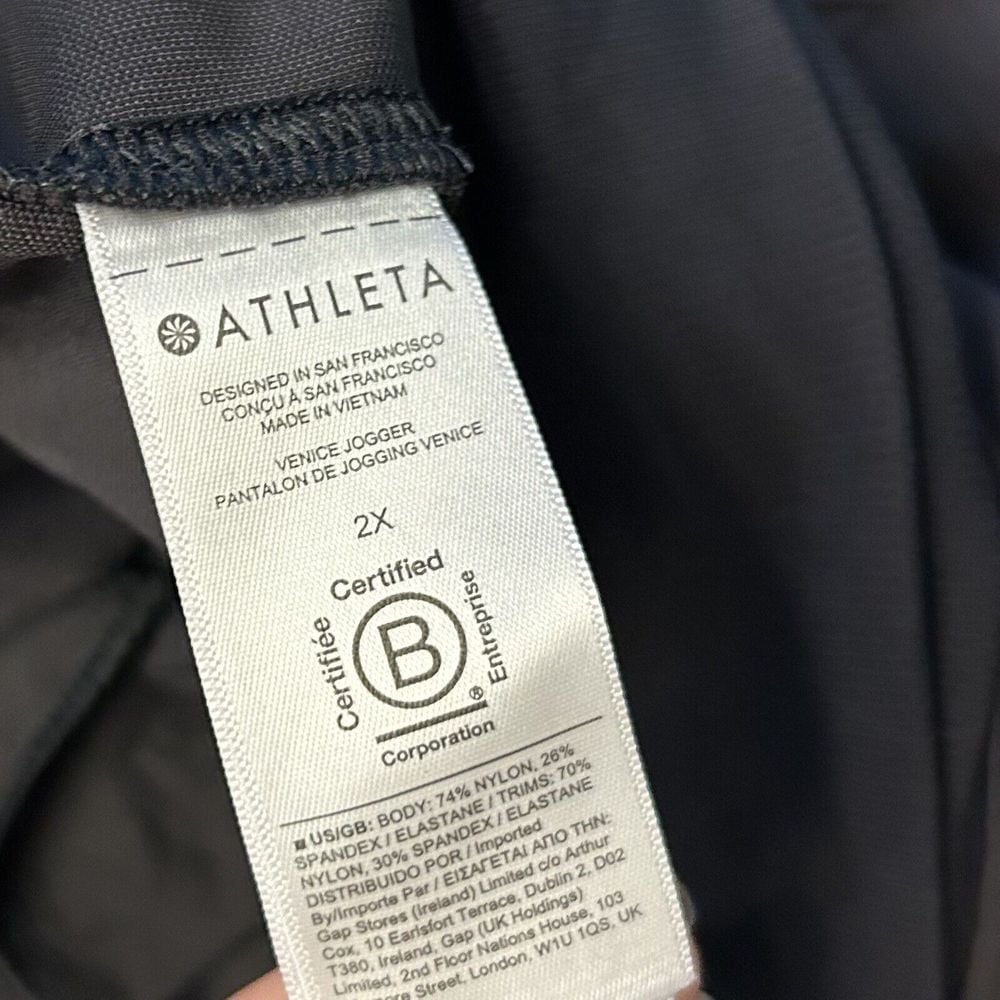 ATHLETA
DESIGNED IN SAN FRANCISCO
CONÇU À SAN FRANCISCO
MADE IN VIETNAM
VENICE JOGGER
PANTALON DE JOGGING VENICE
2X
Certified
Certifiée
B
Entreprise
®
Corporation
US/GB: BODY: 74% NYLON, 26%
SPANDEX / ELASTANE / TRIMS: 70%
NYLON, 30% SPANDEX / ELASTANE
DISTRIBUIDO POR / Imported
By/Importe Par / ΕΙΣΑΓΕΤΑΙ ΑΠΟ ΤΗΝ:
Gap Stores (Ireland) Limited c/o Arthur
Cox, 10 Earlsfort Terrace, Dublin 2, D02
T380, Ireland, Gap (UK Holdings)
Limited, 2nd Floor Nations House, 103
Street, London, W1U 1QS, UK